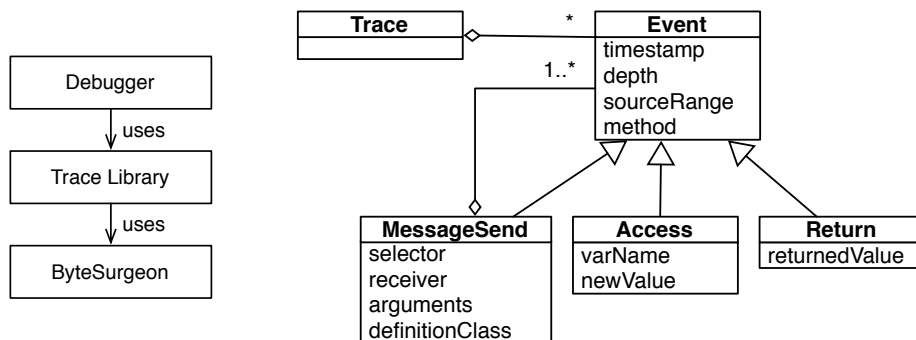 Debugger
uses
Trace Library
uses
ByteSurgeon
Trace
*
Event
timestamp
depth
sourceRange
method
1..*
MessageSend
selector
receiver
arguments
definitionClass
Access
varName
newValue
Return
returnedValue